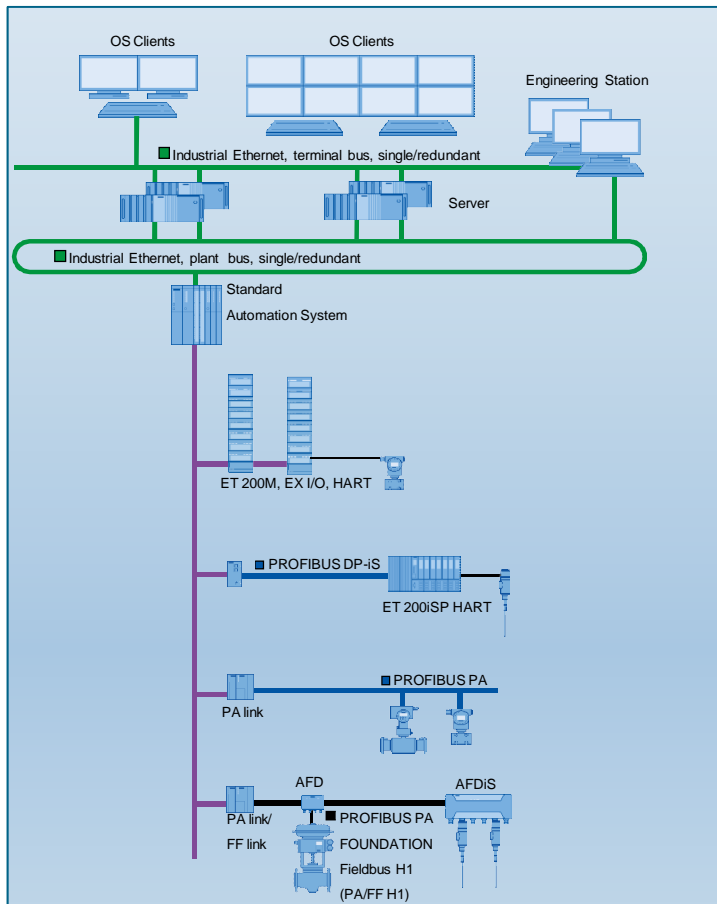 OS Clients
OS Clients
Engineering Station
Industrial Ethernet, terminal bus, single/redundant
Server
Industrial Ethernet, plant bus, single/redundant
Standard
Automation System
ET 200M, EX I/O, HART
PROFIBUS DP-iS
ET 200iSP HART
PROFIBUS PA
PA link
AFD
AFDiS
PA link/
FF link
PROFIBUS PA
FOUNDATION
Fieldbus H1
(PA/FF H1)